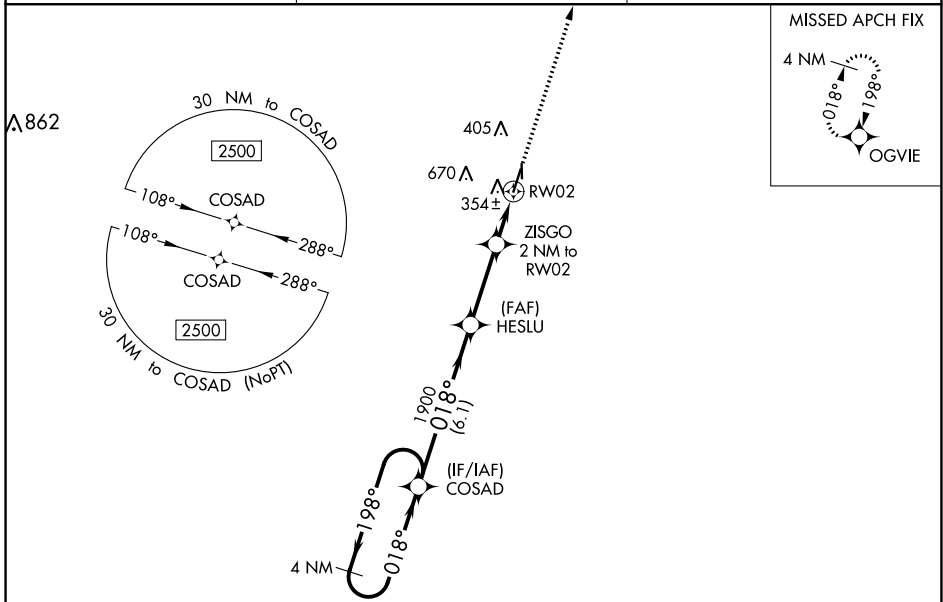 MISSED APCH FIX
4 NM
018°
198°
OGVIE
862
30 NM to COSAD
2500
COSAD
108°
288°
108°
288°
COSAD
2500
30 NM to COSAD (NoPT)
405
670
354±
RW02
ZISGO
2 NM to
RW02
(FAF)
HESLU
1900
018°
(6.1)
(IF/IAF)
COSAD
198°
018°
4 NM